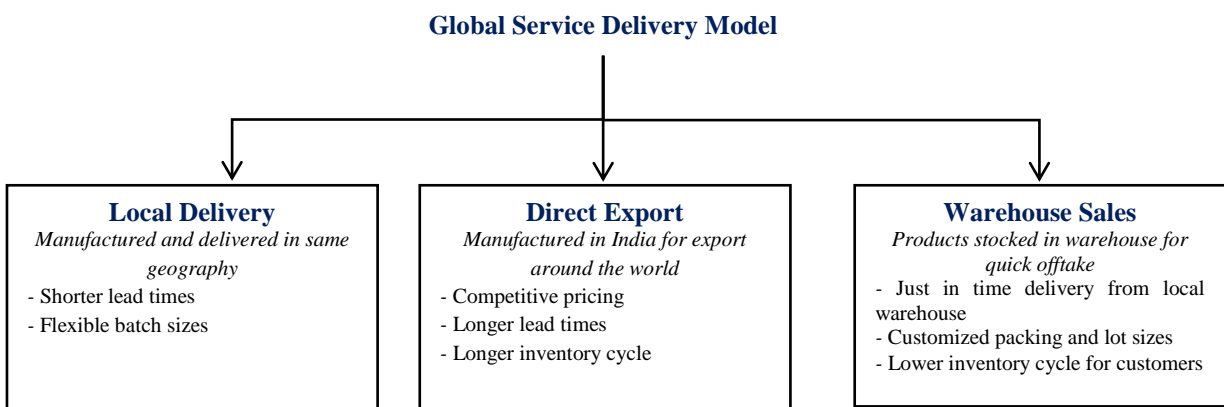 Global Service Delivery Model
Local Delivery
Manufactured and delivered in same
geography
- Shorter lead times
- Flexible batch sizes
Direct Export
Manufactured in India for export
around the world
- Competitive pricing
- Longer lead times
- Longer inventory cycle
Warehouse Sales
Products stocked in warehouse for
quick offtake
- Just in time delivery from local
warehouse
- Customized packing and lot sizes
- Lower inventory cycle for customers